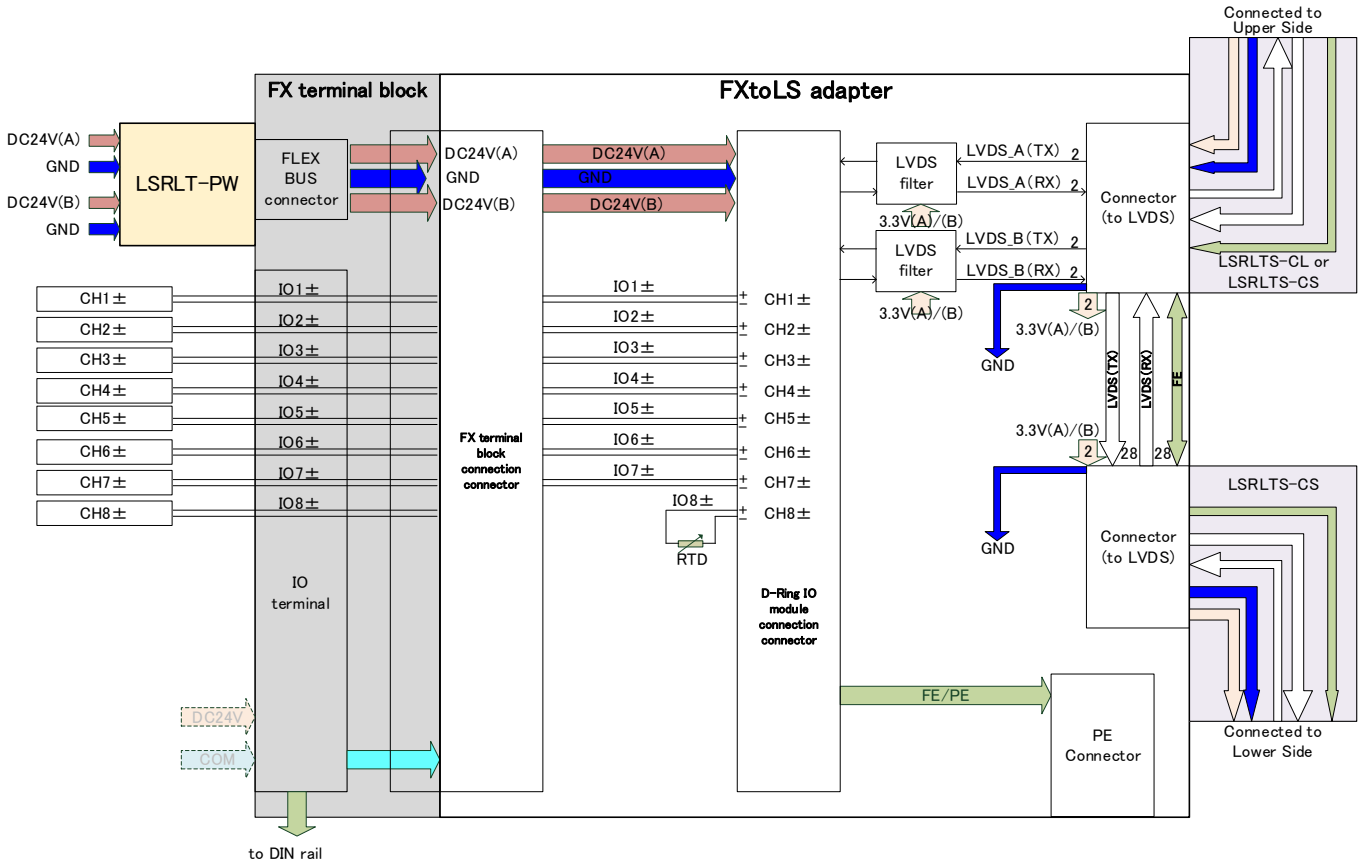 Connected to
Upper Side
FX terminal block
FXtoLS adapter
DC24V(A)
GND
DC24V(B)
GND
LSRLT-PW
FLEX
BUS
connector
DC24V(A)
GND
DC24V(B)
DC24V(A)
GND
DC24V(B)
LVDS
filter
3.3V(A)/(B)
LVDS
filter
3.3V(A)/(B)
LVDS_A(TX) 2
LVDS_A(RX) 2
LVDS_B(TX) 2
LVDS_B(RX) 2
Connector
(to LVDS)
LSRLTS-CL or
LSRLTS-CS
CH1±
CH2±
CH3±
CH4±
CH5±
CH6±
CH7±
CH8±
IO1±
IO2±
IO3±
IO4±
IO5±
IO6±
IO7±
IO8±
IO
terminal
FX terminal
block
connection
connector
IO1±
IO2±
IO3±
IO4±
IO5±
IO6±
IO7±
IO8±
RTD
± CH1±
± CH2±
± CH3±
± CH4±
± CH5±
± CH6±
± CH7±
± CH8±
D-Ring IO
module
connection
connector
GND
2
3.3V(A)/(B)
LVDS(TX)
LVDS(RX)
FE
3.3V(A)/(B)
2
28
28
GND
Connector
(to LVDS)
LSRLTS-CS
FE/PE
PE
Connector
Connected to
Lower Side
DC24V
COM
to DIN rail